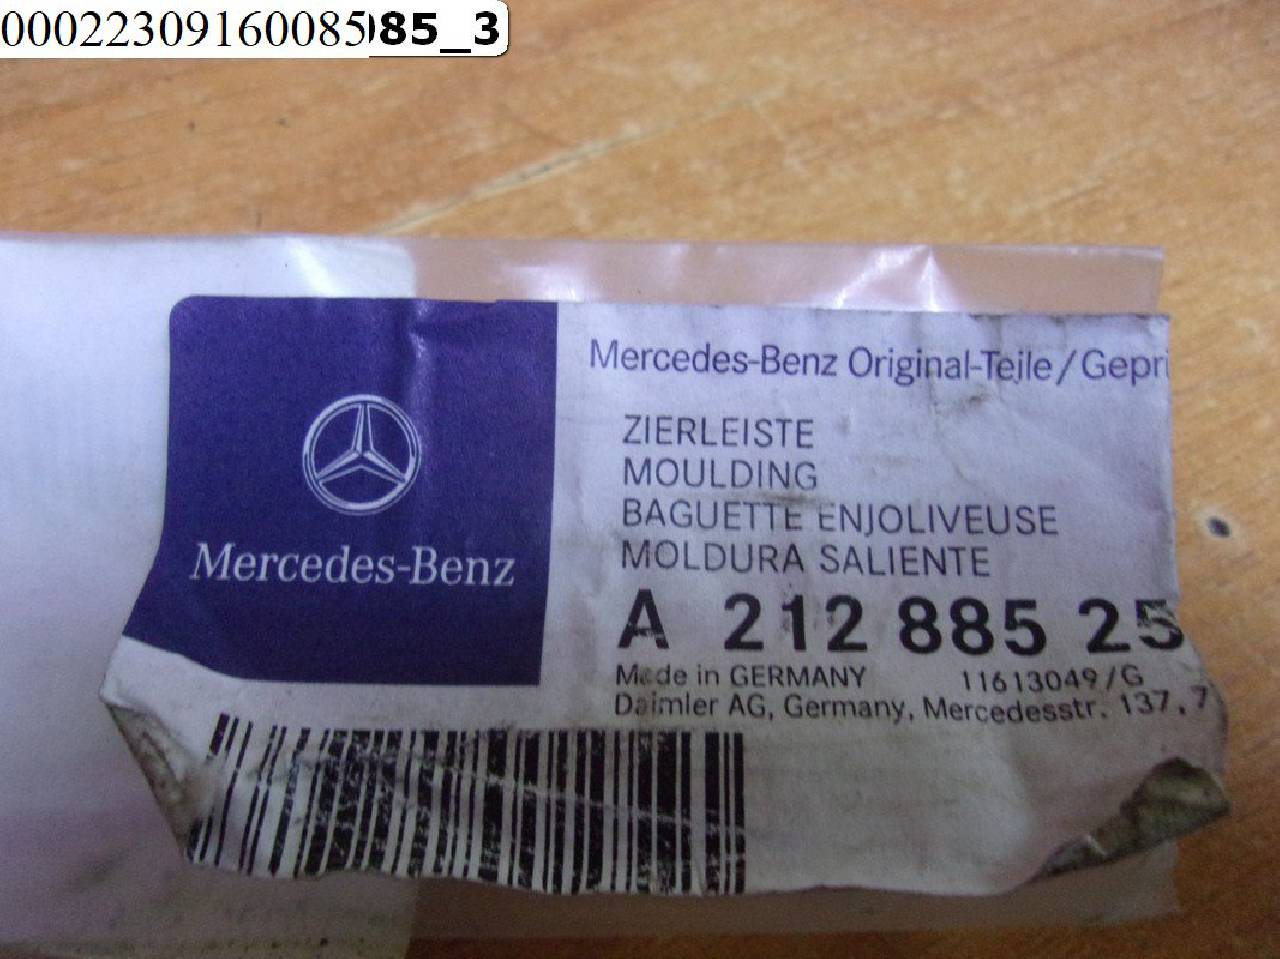 00022309160085
85_3
Mercedes-Benz Original-Teile/Gepri
Mercedes-Benz
ZIERLEISTE
MOULDING
BAGUETTE ENJOLIVEUSE
MOLDURA SALIENTE
A 212 885 25
Made in GERMANY 11613049/G
Daimler AG, Germany, Mercedesstr. 137, 7